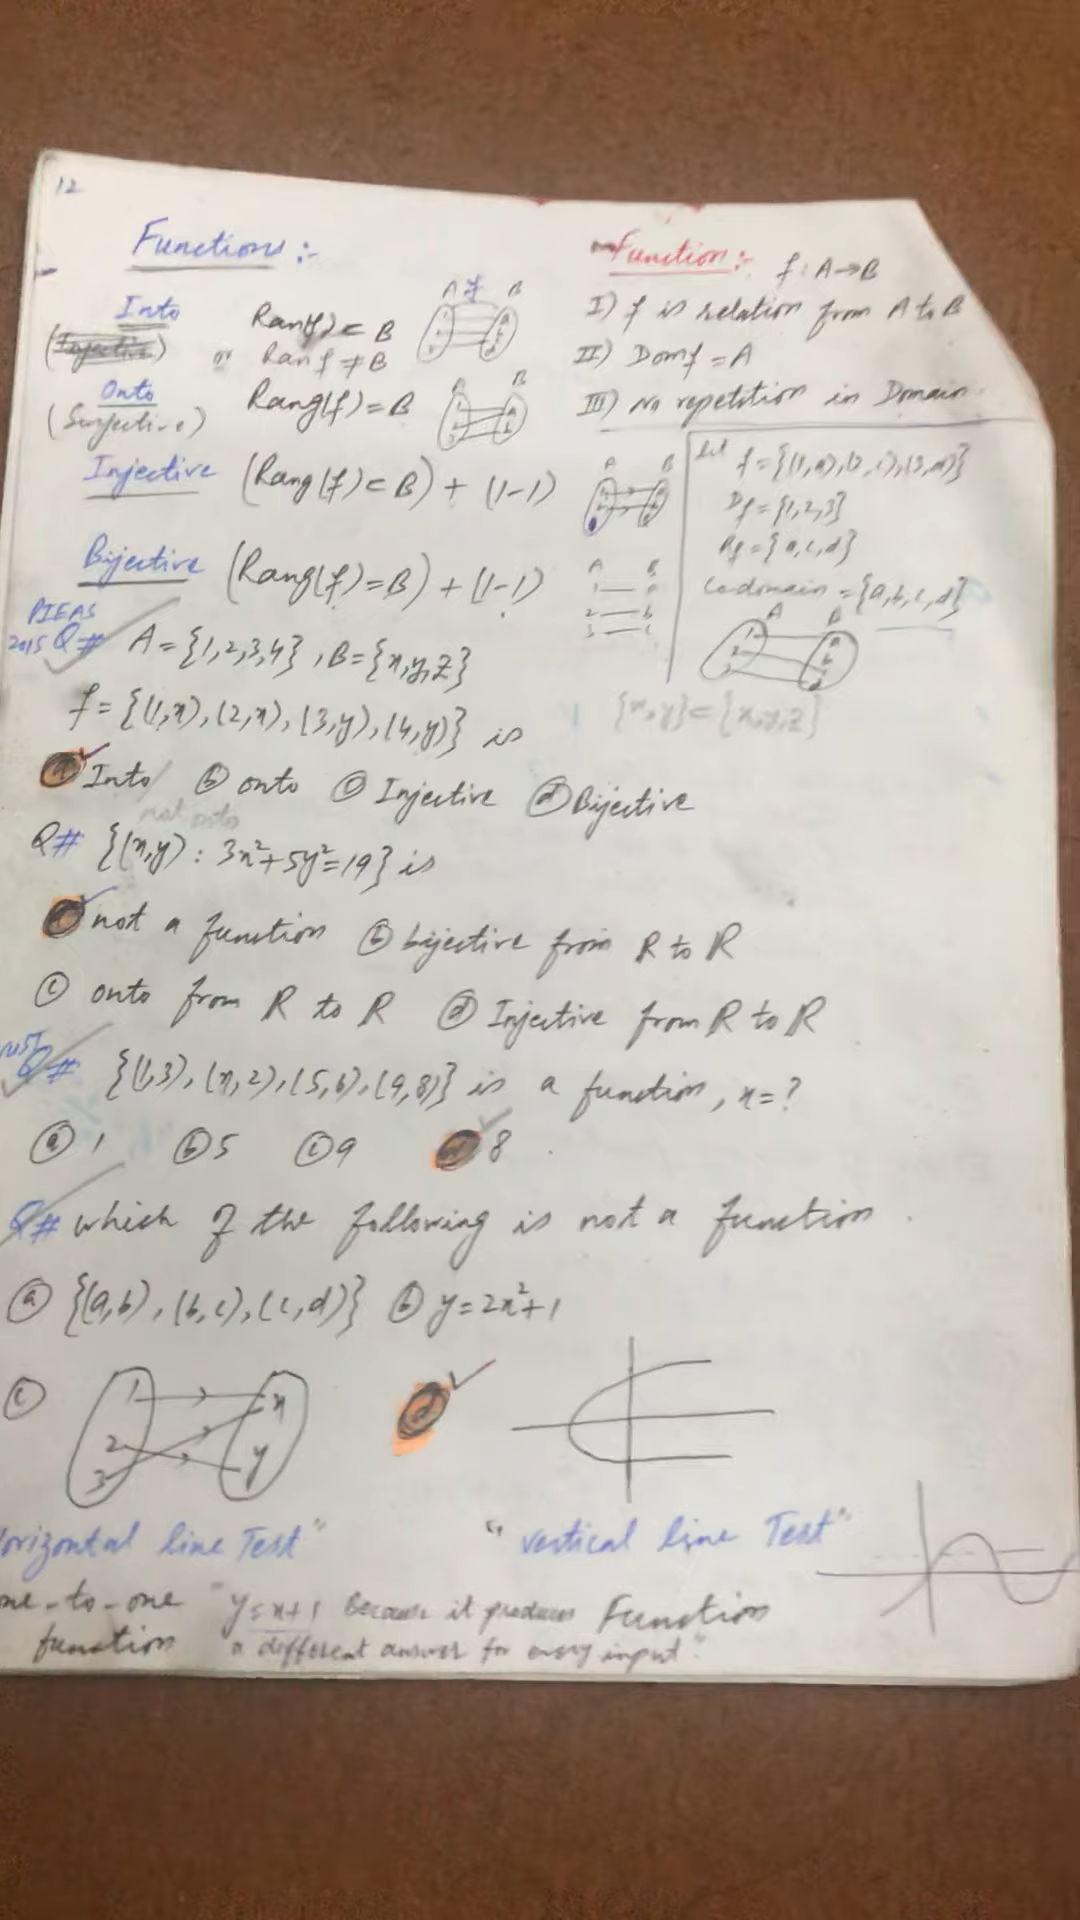 12
Functions :-
Into
(Injective)
Ran(f) ⊂ B
or Ran f ≠ B
A f B
Onto
(Surjective)
Rang(f) = B
A B
Injective (Rang(f) ⊂ B) + (1-1)
Bijective (Rang(f) = B) + (1-1)
Function :- f : A → B
I) f is relation from A to B
II) Domf = A
III) No repetition in Domain.
A B
A B
1
2 b
3 c
let f = {(1,a),(2,c),(3,d)}
Df = {1,2,3}
Rf = {a,c,d}
Codomain = {a,b,c,d}
A B
PIEAS
2015 Q# A = {1,2,3,4} , B = {x,y,z}
f = {(1,x),(2,x),(3,y),(4,y)} is
{x,y} ⊂ {x,y,z}
a Into b onto c Injective d Bijective
not onto
Q# {(x,y) : 3x²+5y²=19} is
not a function b bijective from R to R
c onto from R to R d Injective from R to R
Q# {(1,3),(x,2),(5,6),(9,8)} is a function, x=?
a 1 b 5 c 9 8
Q# which of the following is not a function.
a {(a,b),(b,c),(c,d)} b y = 2x²+1
c 1 2 3 x y
d
orizontal line Test"
"vertical line Test"
one-to-one "y=x+1 Because it produces Function
function a different answer for every input."